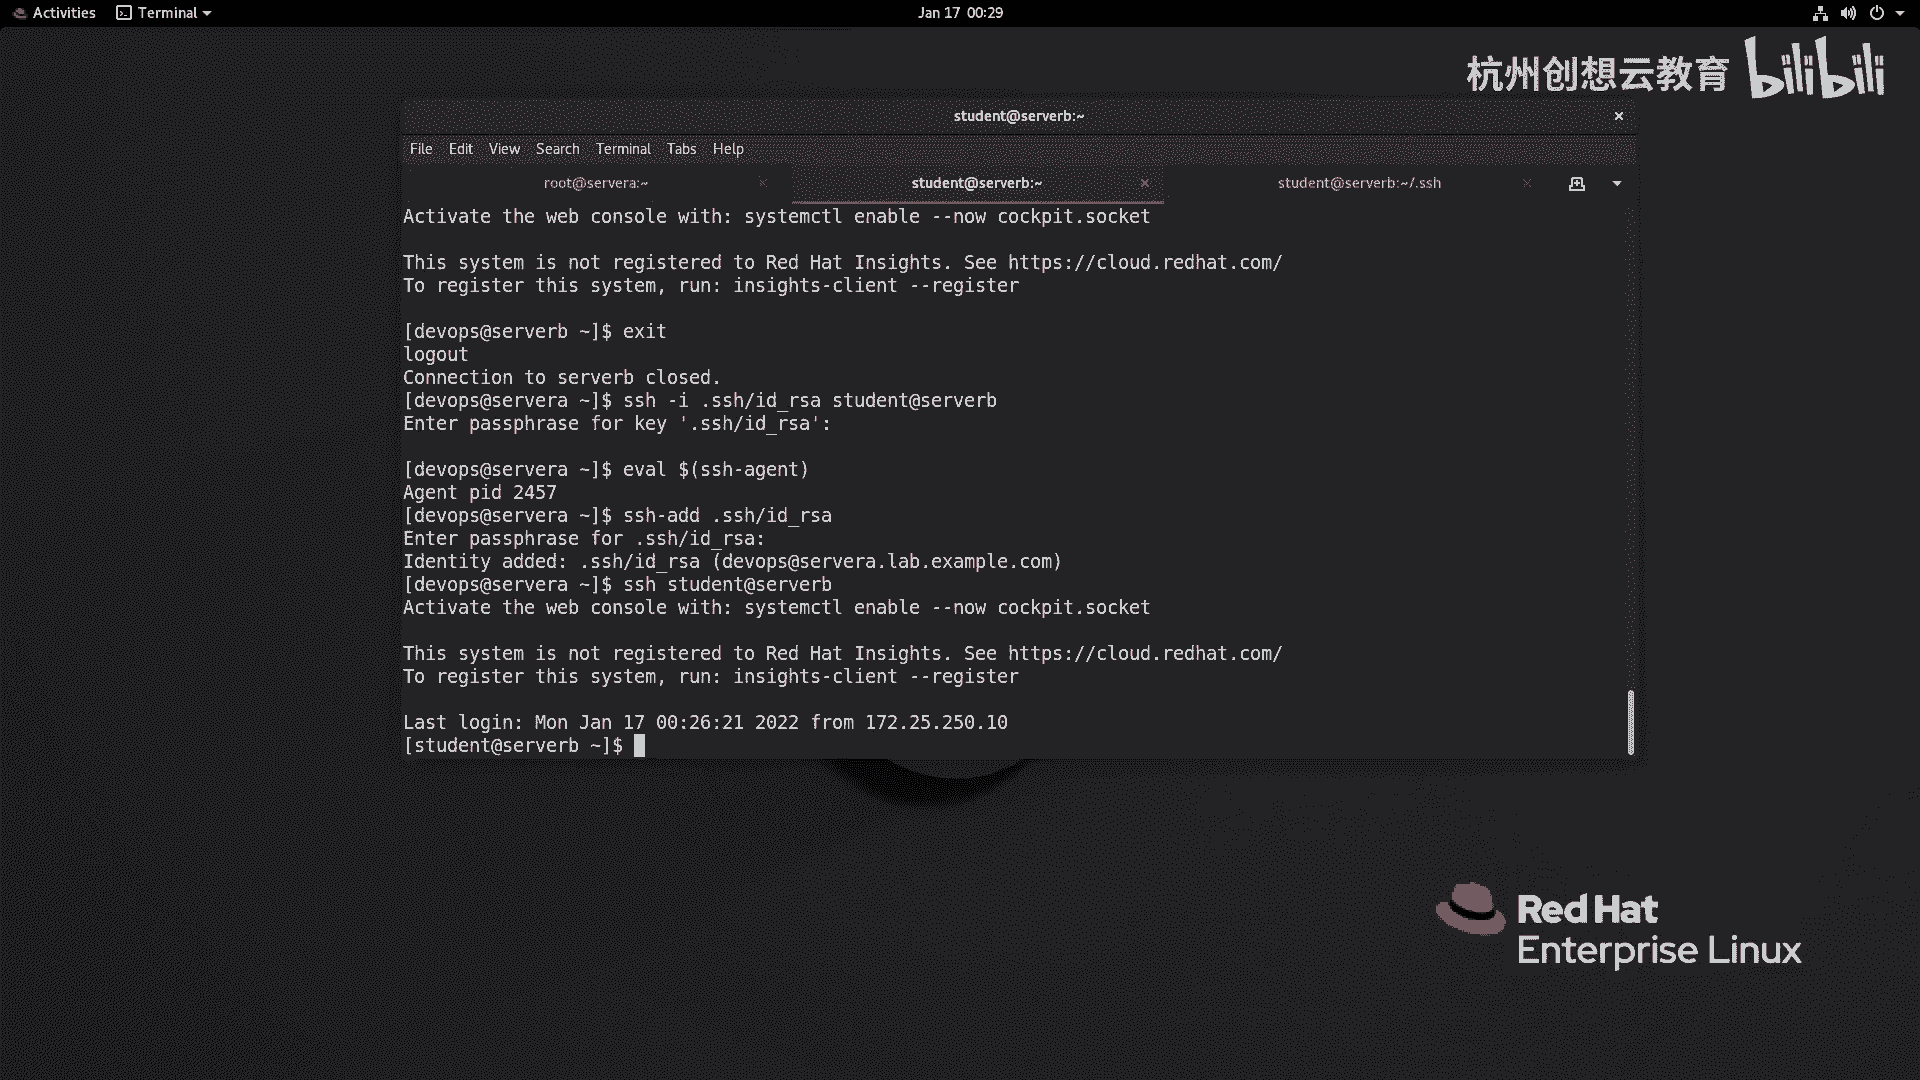 Activities Terminal Jan 17 00:29
杭州创想云教育 bilibili
student@serverb:~
File Edit View Search Terminal Tabs Help
root@servera:~ student@serverb:~ student@serverb:~/.ssh
Activate the web console with: systemctl enable --now cockpit.socket
This system is not registered to Red Hat Insights. See https://cloud.redhat.com/
To register this system, run: insights-client --register
[devops@serverb ~]$ exit
logout
Connection to serverb closed.
[devops@servera ~]$ ssh -i .ssh/id_rsa student@serverb
Enter passphrase for key '.ssh/id_rsa':
[devops@servera ~]$ eval $(ssh-agent)
Agent pid 2457
[devops@servera ~]$ ssh-add .ssh/id_rsa
Enter passphrase for .ssh/id_rsa:
Identity added: .ssh/id_rsa (devops@servera.lab.example.com)
[devops@servera ~]$ ssh student@serverb
Activate the web console with: systemctl enable --now cockpit.socket
This system is not registered to Red Hat Insights. See https://cloud.redhat.com/
To register this system, run: insights-client --register
Last login: Mon Jan 17 00:26:21 2022 from 172.25.250.10
[student@serverb ~]$
Red Hat
Enterprise Linux